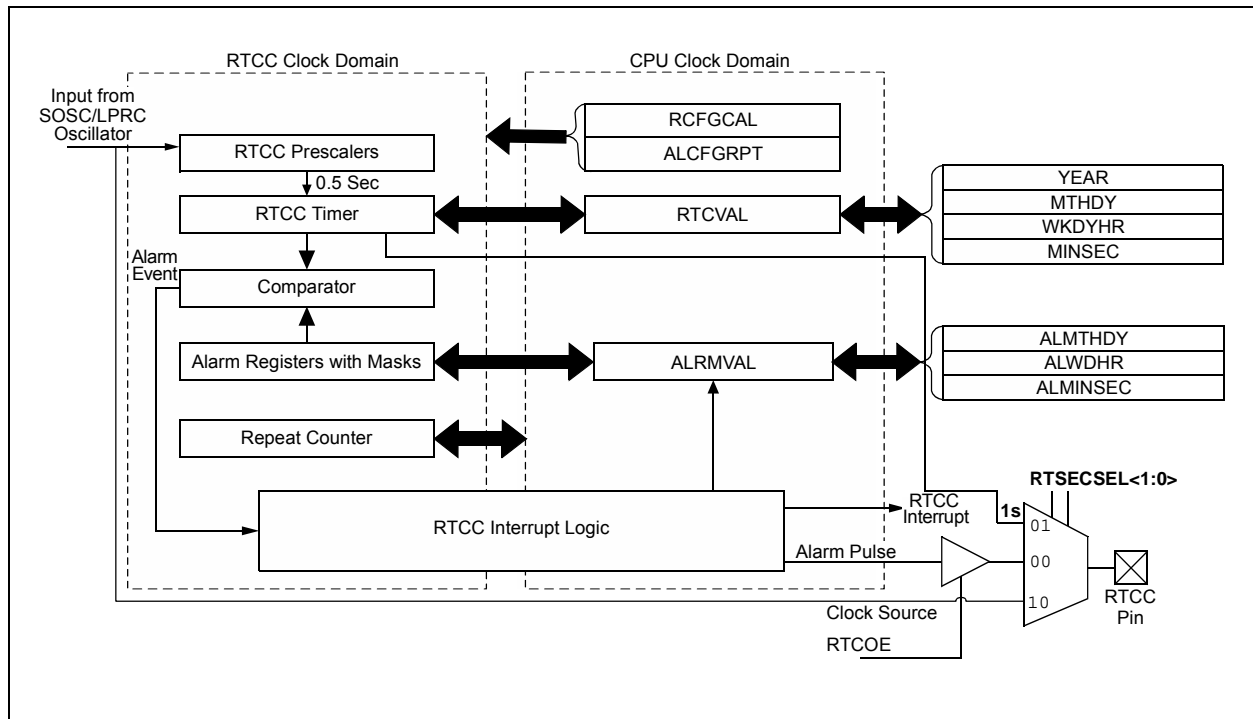 RTCC Clock Domain
CPU Clock Domain
Input from
SOSC/LPRC
Oscillator
RCFGCAL
ALCFGRPT
RTCC Prescalers
0.5 Sec
RTCC Timer
RTCVAL
YEAR
MTHDY
WKDYHR
MINSEC
Alarm
Event
Comparator
Alarm Registers with Masks
ALRMVAL
ALMTHDY
ALWDHR
ALMINSEC
Repeat Counter
RTCC Interrupt Logic
RTCC
Interrupt
RTSECSEL<1:0>
1s
01
Alarm Pulse
00
Clock Source
10
RTCC
Pin
RTCOE